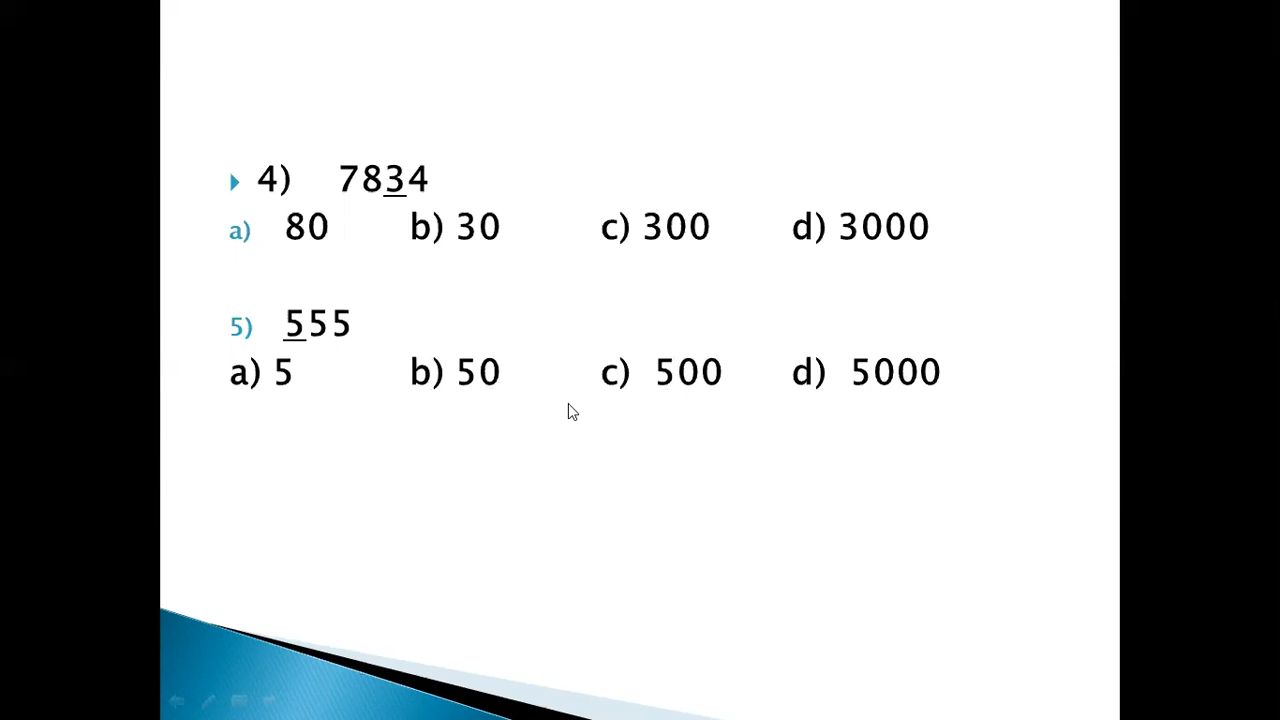 4) 7834
a) 80 b) 30 c) 300 d) 3000
5) 555
a) 5 b) 50 c) 500 d) 5000